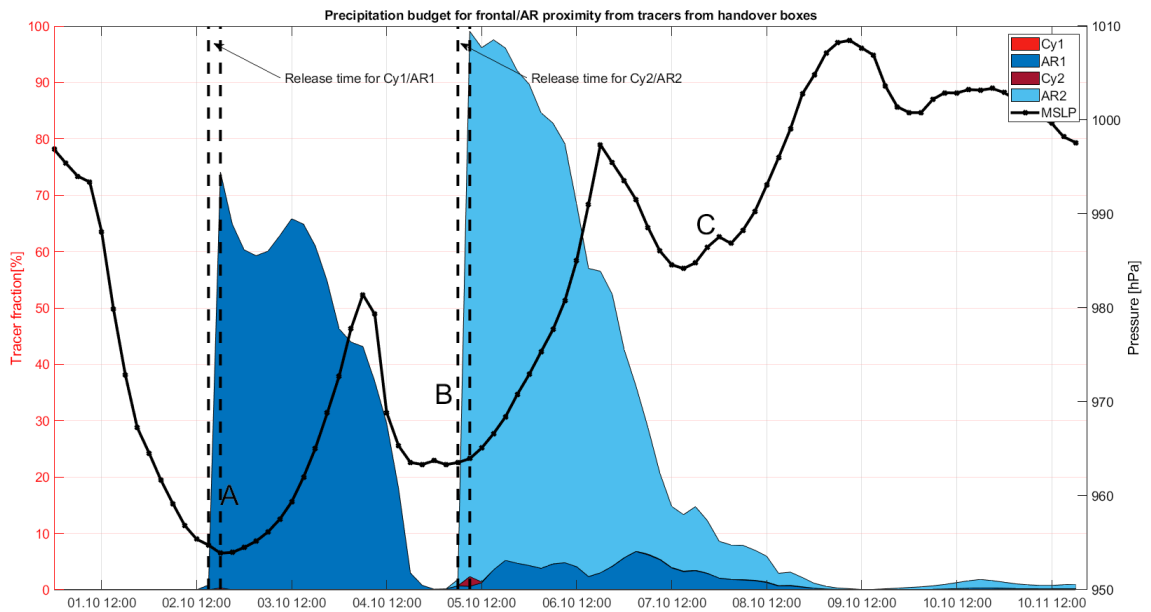 Precipitation budget for frontal/AR proximity from tracers from handover boxes
100
90
80
70
60
50
40
30
20
10
0
Tracer fraction[%]
1010
1000
990
980
970
960
950
Pressure [hPa]
Release time for Cy1/AR1
Release time for Cy2/AR2
Cy1
AR1
Cy2
AR2
MSLP
A
B
C
01.10 12:00
02.10 12:00
03.10 12:00
04.10 12:00
05.10 12:00
06.10 12:00
07.10 12:00
08.10 12:00
09.10 12:00
10.10 12:00
10.11 12:00